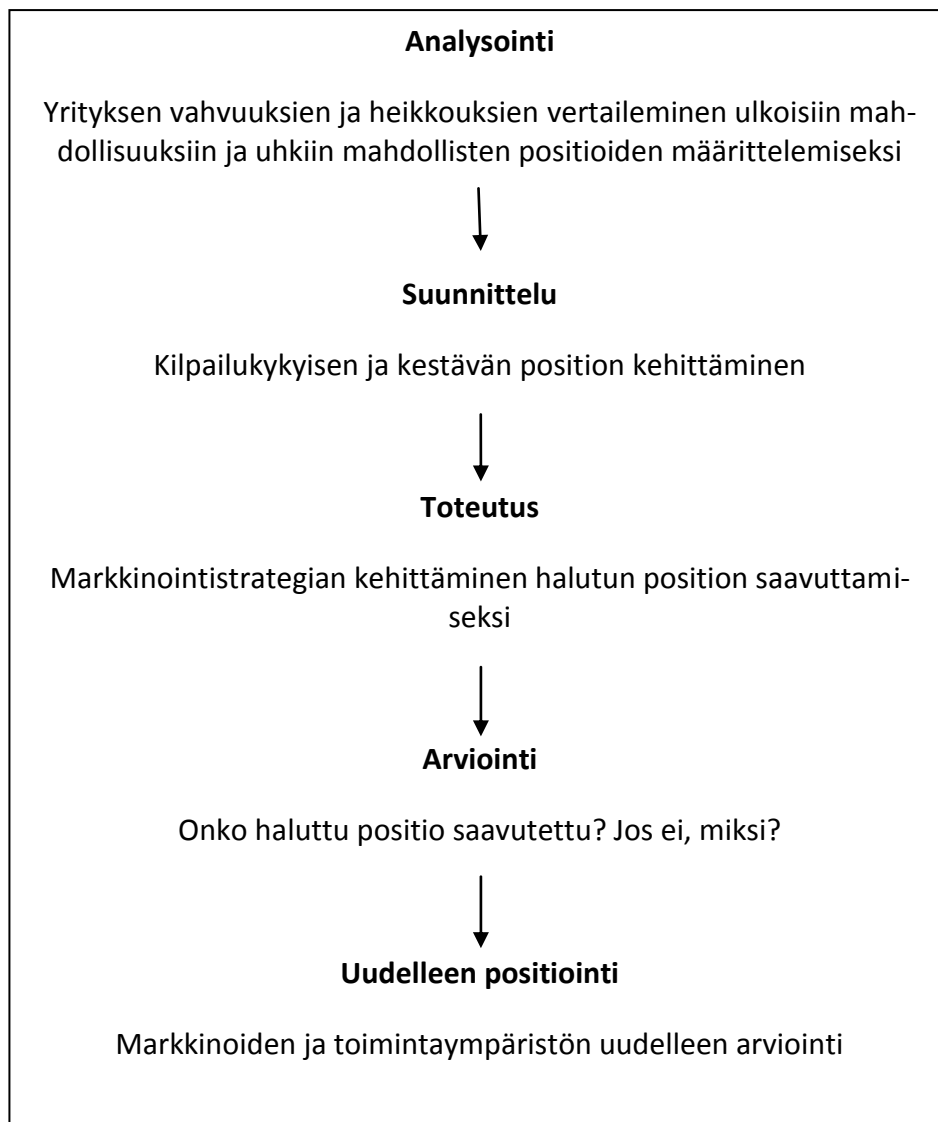 Analysointi
Yrityksen vahvuuksien ja heikkouksien vertaileminen ulkoisiin mah-
dollisuuksiin ja uhkiin mahdollisten positioiden määrittelemiseksi
Suunnittelu
Kilpailukykyisen ja kestävän position kehittäminen
Toteutus
Markkinointistrategian kehittäminen halutun position saavuttami-
seksi
Arviointi
Onko haluttu positio saavutettu? Jos ei, miksi?
Uudelleen positiointi
Markkinoiden ja toimintaympäristön uudelleen arviointi